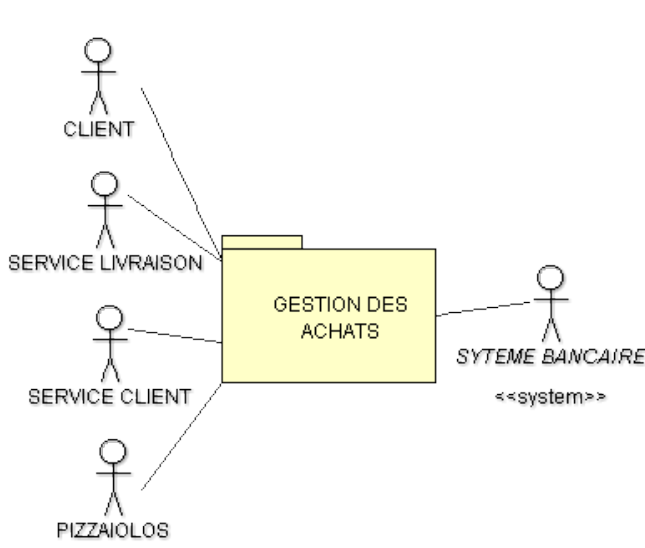 CLIENT
SERVICE LIVRAISON
GESTION DES
ACHATS
SYTEME BANCAIRE
<<system>>
SERVICE CLIENT
PIZZAIOLOS